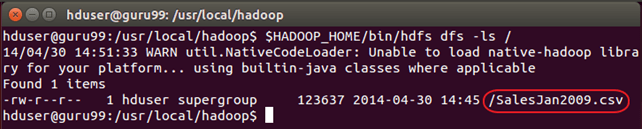 hduser@guru99: /usr/local/hadoop
hduser@guru99:/usr/local/hadoop$ $HADOOP_HOME/bin/hdfs dfs -ls /
14/04/30 14:51:33 WARN util.NativeCodeLoader: Unable to load native-hadoop libra
ry for your platform... using builtin-java classes where applicable
Found 1 items
-rw-r--r--   1 hduser supergroup     123637 2014-04-30 14:45 /SalesJan2009.csv
hduser@guru99:/usr/local/hadoop$